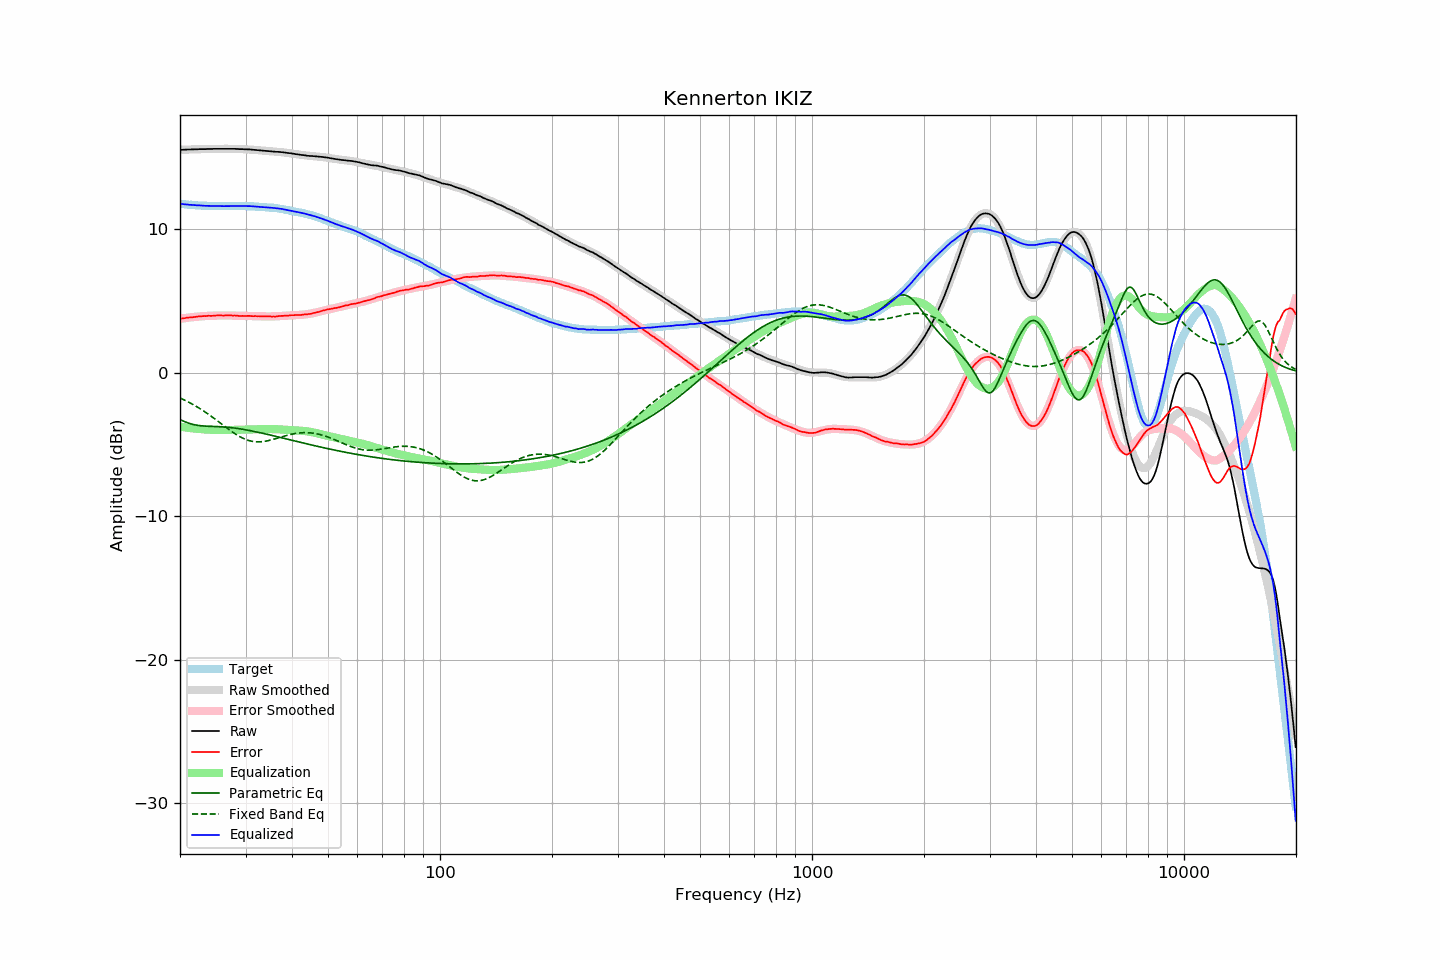 Kennerton IKIZ
Amplitude (dBr)
10
0
−10
−20
−30
Target
Raw Smoothed
Error Smoothed
Raw
Error
Equalization
Parametric Eq
Fixed Band Eq
Equalized
100
1000
10000
Frequency (Hz)